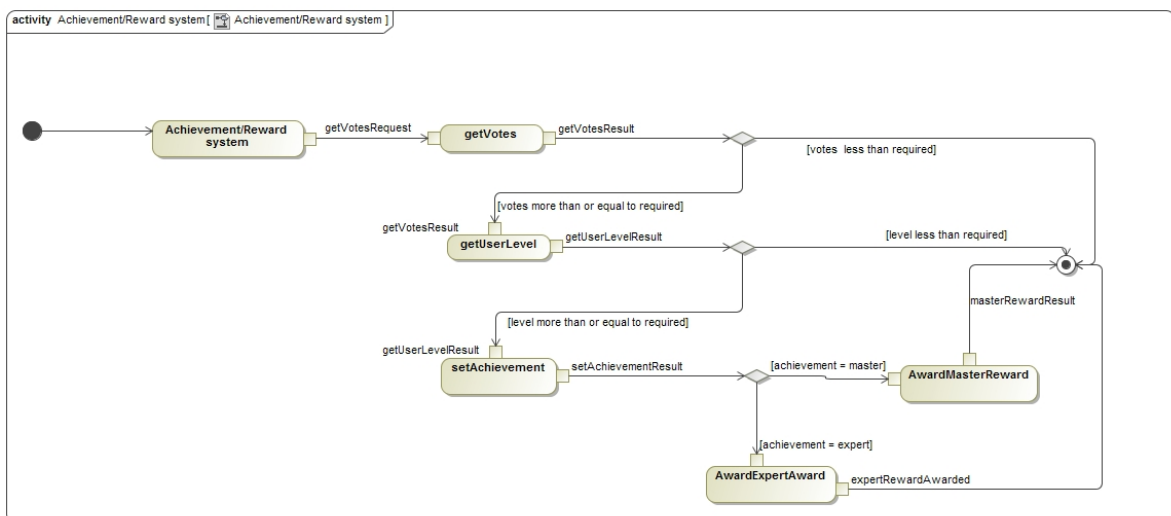 activity Achievement/Reward system[ Achievement/Reward system ]
Achievement/Reward
system
getVotesRequest
getVotes
getVotesResult
[votes less than required]
[votes more than or equal to required]
getVotesResult
getUserLevel
getUserLevelResult
[level less than required]
masterRewardResult
[level more than or equal to required]
getUserLevelResult
setAchievement
setAchievementResult
[achievement = master]
AwardMasterReward
[achievement = expert]
AwardExpertAward
expertRewardAwarded